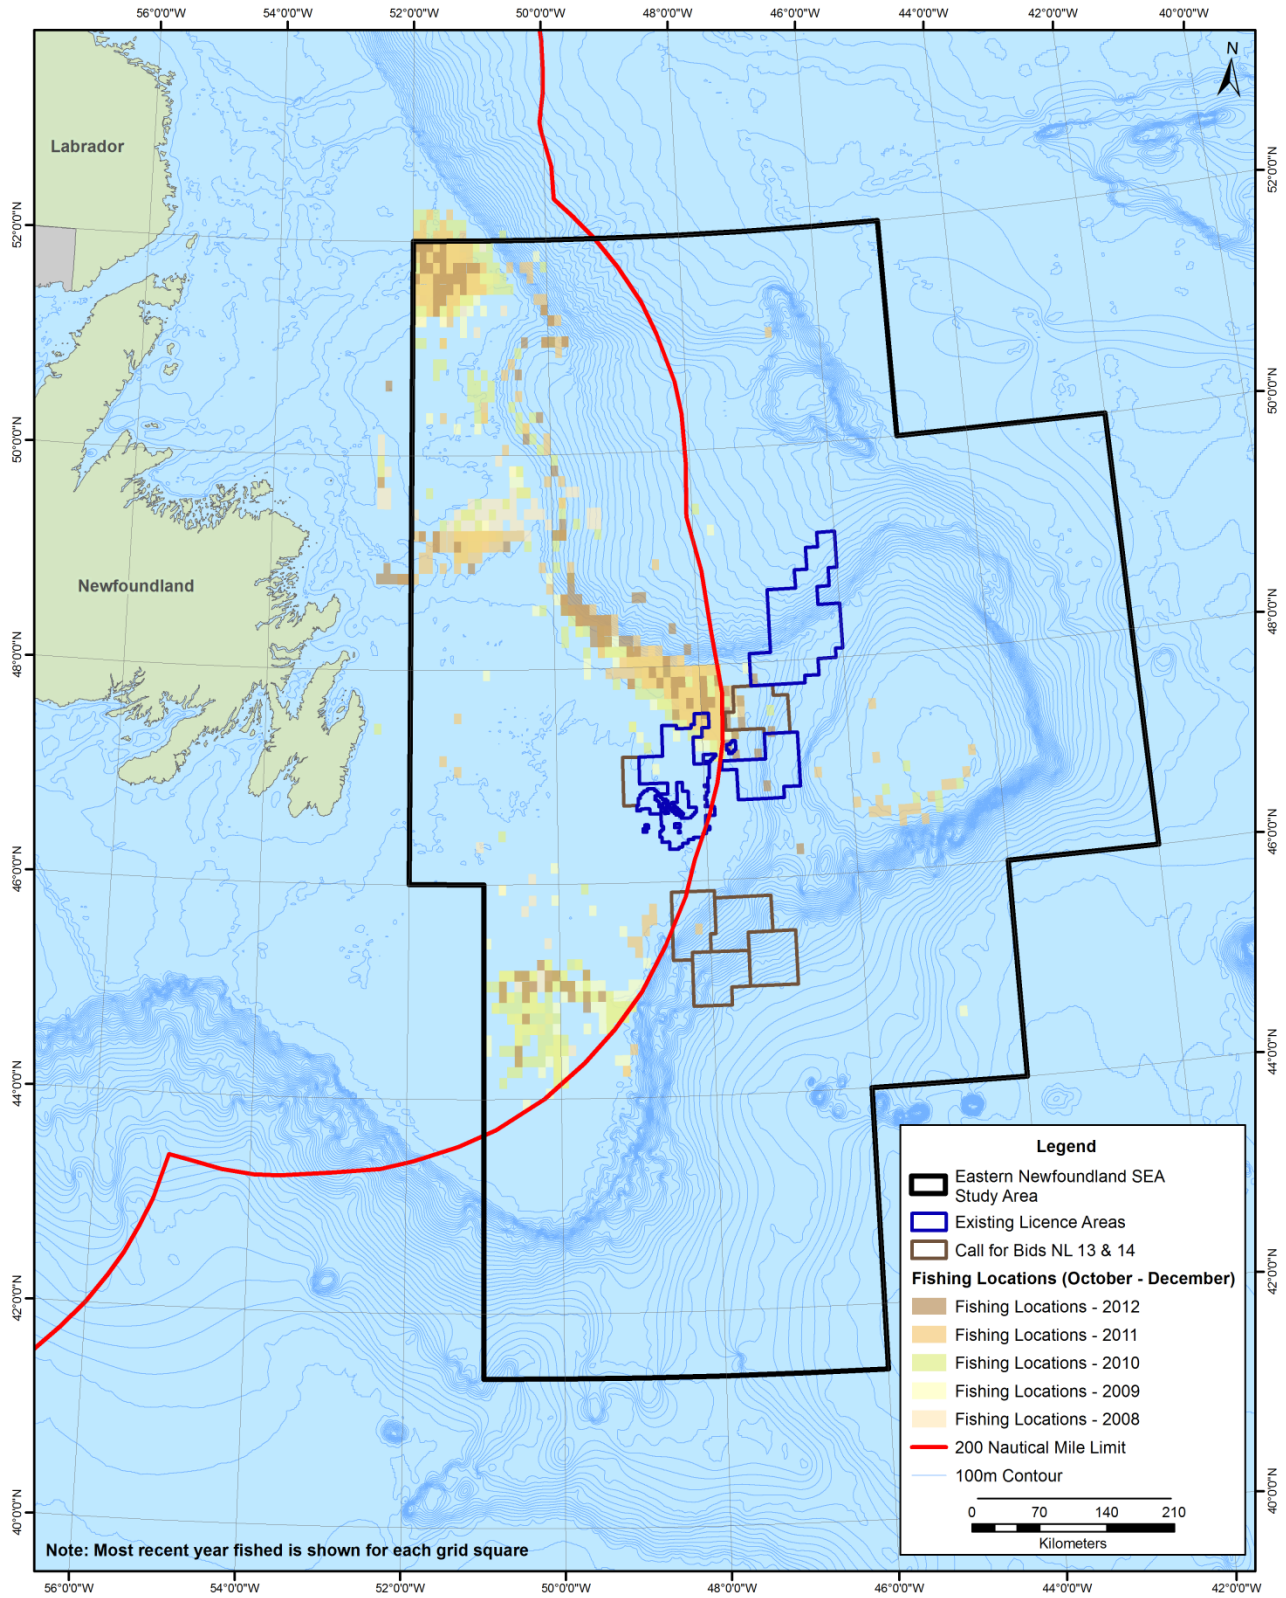 56°0'0"W 54°0'0"W 52°0'0"W 50°0'0"W 48°0'0"W 46°0'0"W 44°0'0"W 42°0'0"W 40°0'0"W
N
Labrador
52°0'0"N
52°0'0"N
50°0'0"N
50°0'0"N
Newfoundland
48°0'0"N
48°0'0"N
46°0'0"N
46°0'0"N
44°0'0"N
44°0'0"N
42°0'0"N
42°0'0"N
40°0'0"N
40°0'0"N
Legend
Eastern Newfoundland SEA
Study Area
Existing Licence Areas
Call for Bids NL 13 & 14
Fishing Locations (October - December)
Fishing Locations - 2012
Fishing Locations - 2011
Fishing Locations - 2010
Fishing Locations - 2009
Fishing Locations - 2008
200 Nautical Mile Limit
100m Contour
0 70 140 210
Kilometers
Note: Most recent year fished is shown for each grid square
56°0'0"W 54°0'0"W 52°0'0"W 50°0'0"W 48°0'0"W 46°0'0"W 44°0'0"W 42°0'0"W